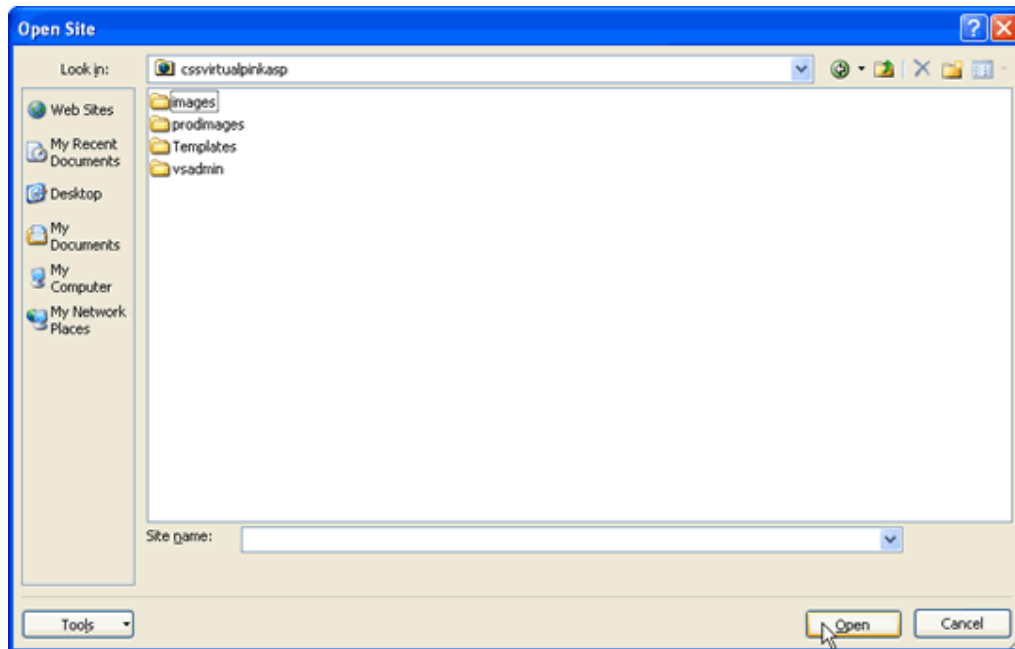 Open Site
Look in:
cssvirtualpinkasp
Web Sites
My Recent
Documents
Desktop
My
Documents
My
Computer
My Network
Places
images
prodimages
Templates
vsadmin
Site name:
Tools
Open
Cancel